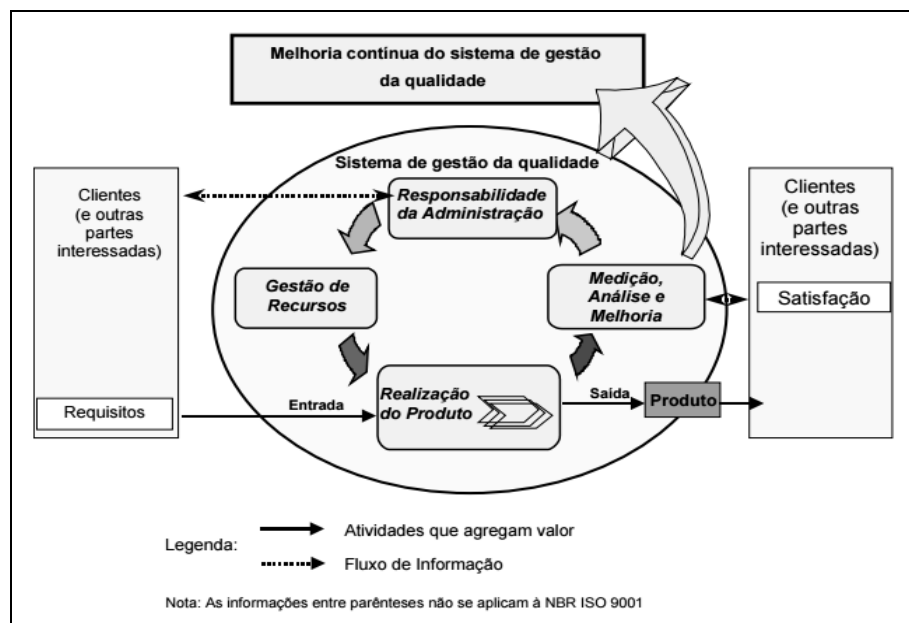 Melhoria contínua do sistema de gestão
da qualidade
Sistema de gestão da qualidade
Clientes
(e outras
partes
interessadas)
Responsabilidade
da Administração
Clientes
(e outras
partes
interessadas)
Gestão de
Recursos
Medição,
Análise e
Melhoria
Satisfação
Requisitos
Entrada
Realização
do Produto
Saída
Produto
Legenda:
Atividades que agregam valor
Fluxo de Informação
Nota: As informações entre parênteses não se aplicam à NBR ISO 9001